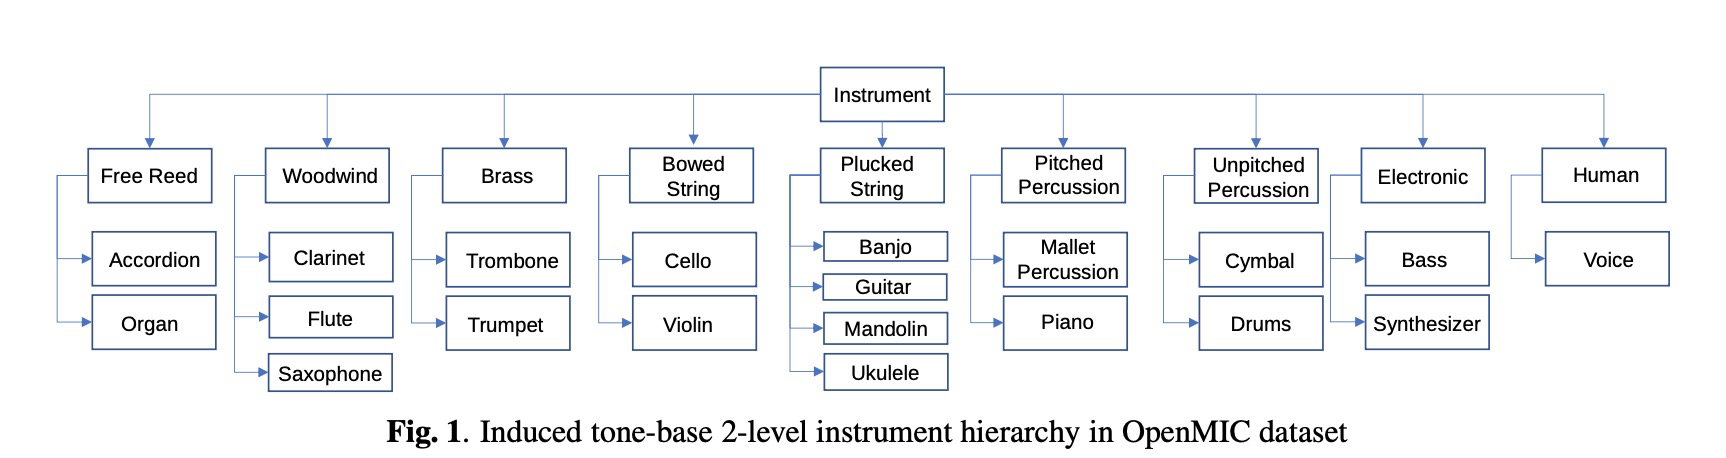 Instrument
Free Reed
Woodwind
Brass
Bowed
String
Plucked
String
Pitched
Percussion
Unpitched
Percussion
Electronic
Human
Accordion
Organ
Clarinet
Flute
Saxophone
Trombone
Trumpet
Cello
Violin
Banjo
Guitar
Mandolin
Ukulele
Mallet
Percussion
Piano
Cymbal
Drums
Bass
Synthesizer
Voice
Fig. 1. Induced tone-base 2-level instrument hierarchy in OpenMIC dataset